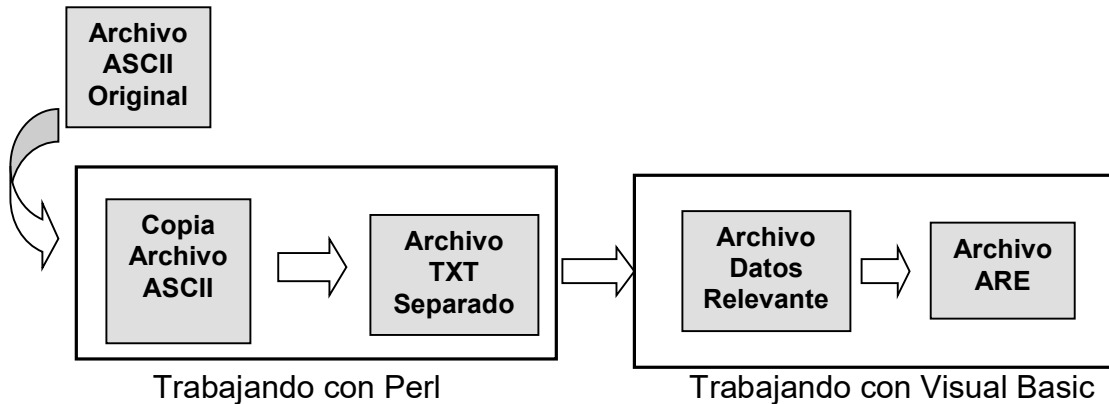 Archivo
ASCII
Original
Copia
Archivo
ASCII
Archivo
TXT
Separado
Archivo
Datos
Relevante
Archivo
ARE
Trabajando con Perl
Trabajando con Visual Basic